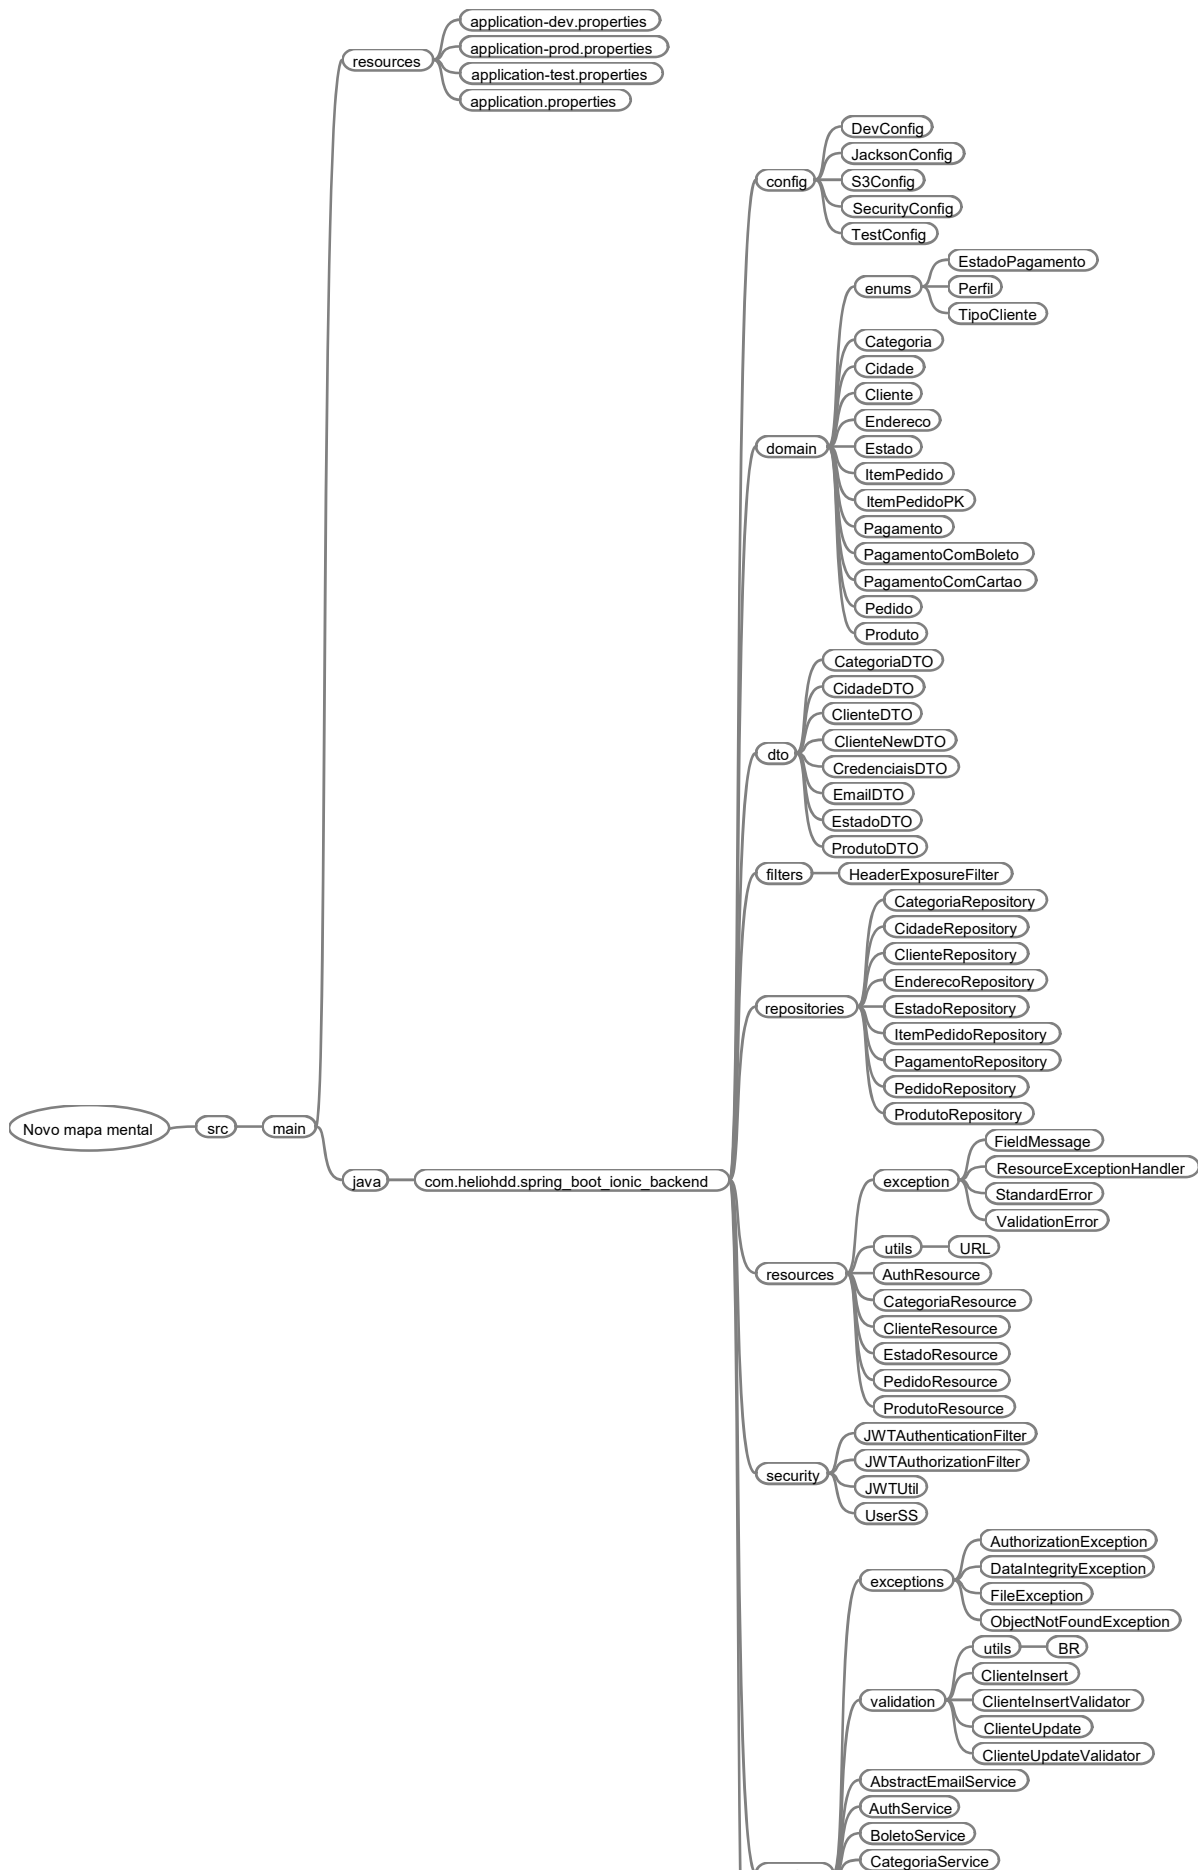 application-dev.properties
application-prod.properties
resources
application-test.properties
application.properties
DevConfig
JacksonConfig
config
S3Config
SecurityConfig
TestConfig
EstadoPagamento
enums
Perfil
TipoCliente
Categoria
Cidade
Cliente
Endereco
domain
Estado
ItemPedido
ItemPedidoPK
Pagamento
PagamentoComBoleto
PagamentoComCartao
Pedido
Produto
CategoriaDTO
CidadeDTO
ClienteDTO
ClienteNewDTO
dto
CredenciaisDTO
EmailDTO
EstadoDTO
ProdutoDTO
filters
HeaderExposureFilter
CategoriaRepository
CidadeRepository
ClienteRepository
EnderecoRepository
repositories
EstadoRepository
ItemPedidoRepository
PagamentoRepository
PedidoRepository
ProdutoRepository
Novo mapa mental
src
main
FieldMessage
ResourceExceptionHandler
java
com.heliohdd.spring_boot_ionic_backend
exception
StandardError
ValidationError
utils
URL
resources
AuthResource
CategoriaResource
ClienteResource
EstadoResource
PedidoResource
ProdutoResource
JWTAuthenticationFilter
JWTAuthorizationFilter
security
JWTUtil
UserSS
AuthorizationException
DataIntegrityException
exceptions
FileException
ObjectNotFoundException
utils
BR
ClienteInsert
validation
ClienteInsertValidator
ClienteUpdate
ClienteUpdateValidator
AbstractEmailService
AuthService
BoletoService
CategoriaService